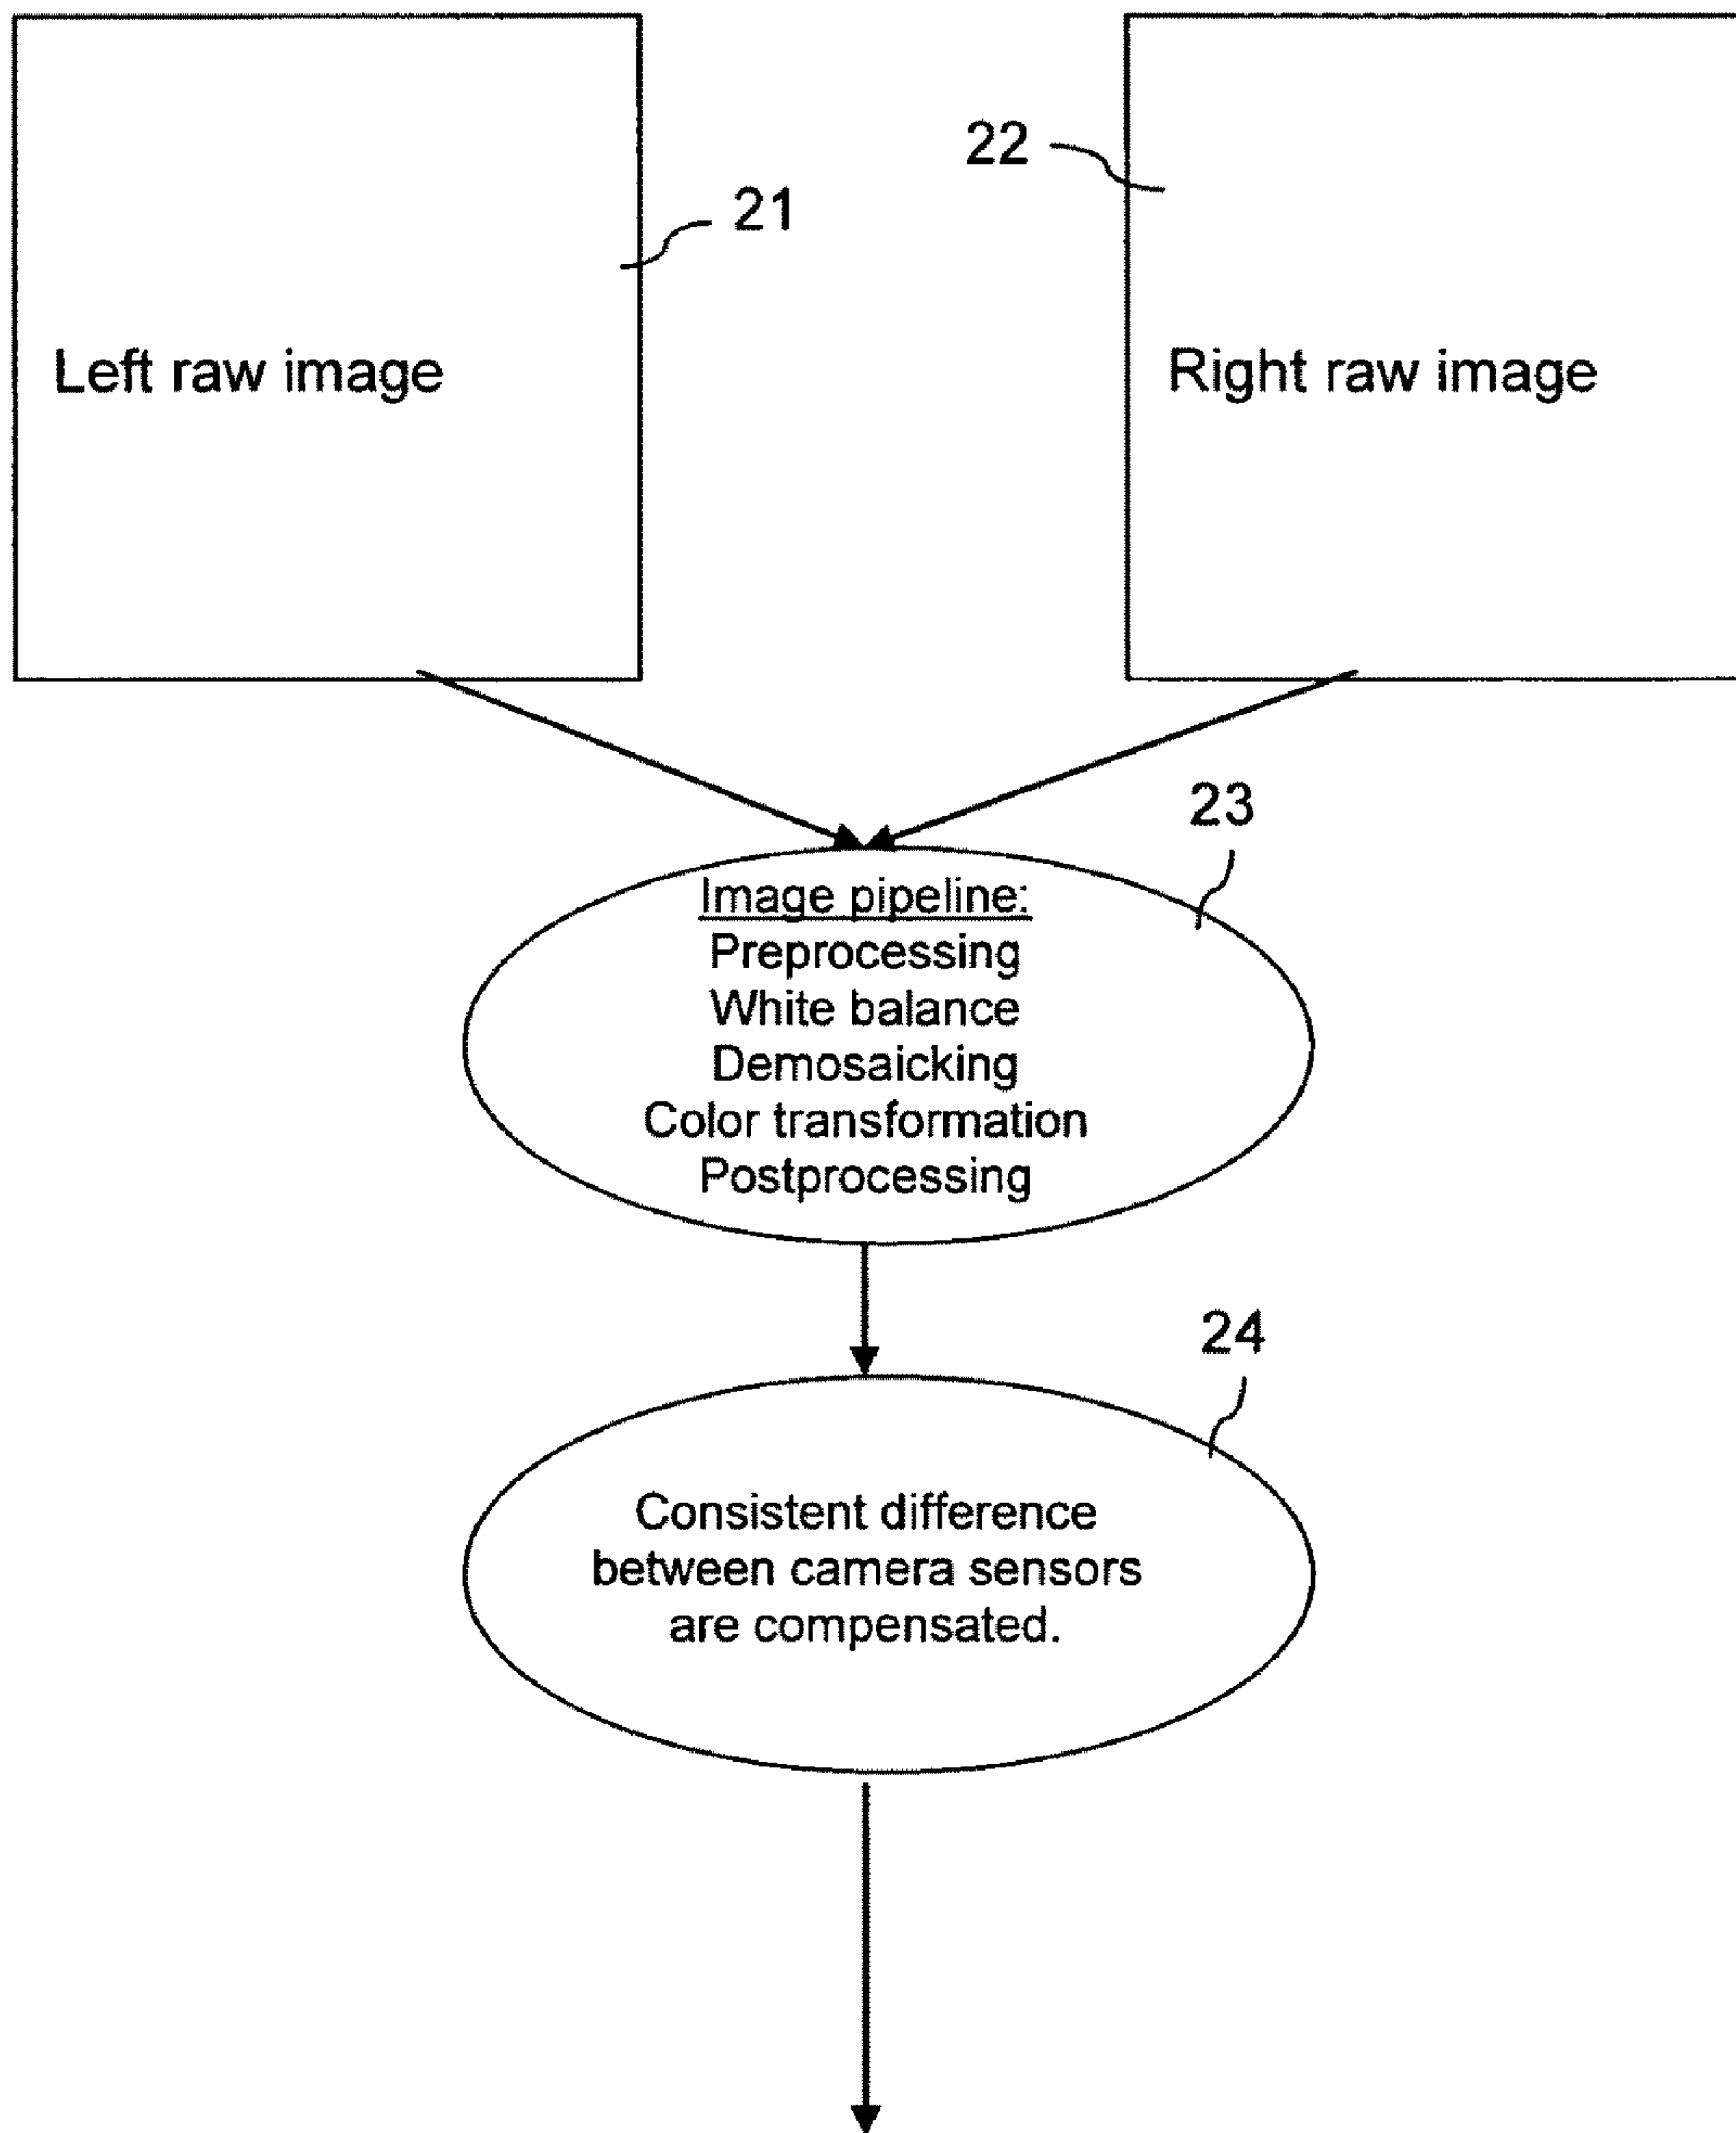 22
21
Left raw image
Right raw image
23
Image pipeline:
Preprocessing
White balance
Demosaicking
Color transformation
Postprocessing
24
Consistent difference
between camera sensors
are compensated.